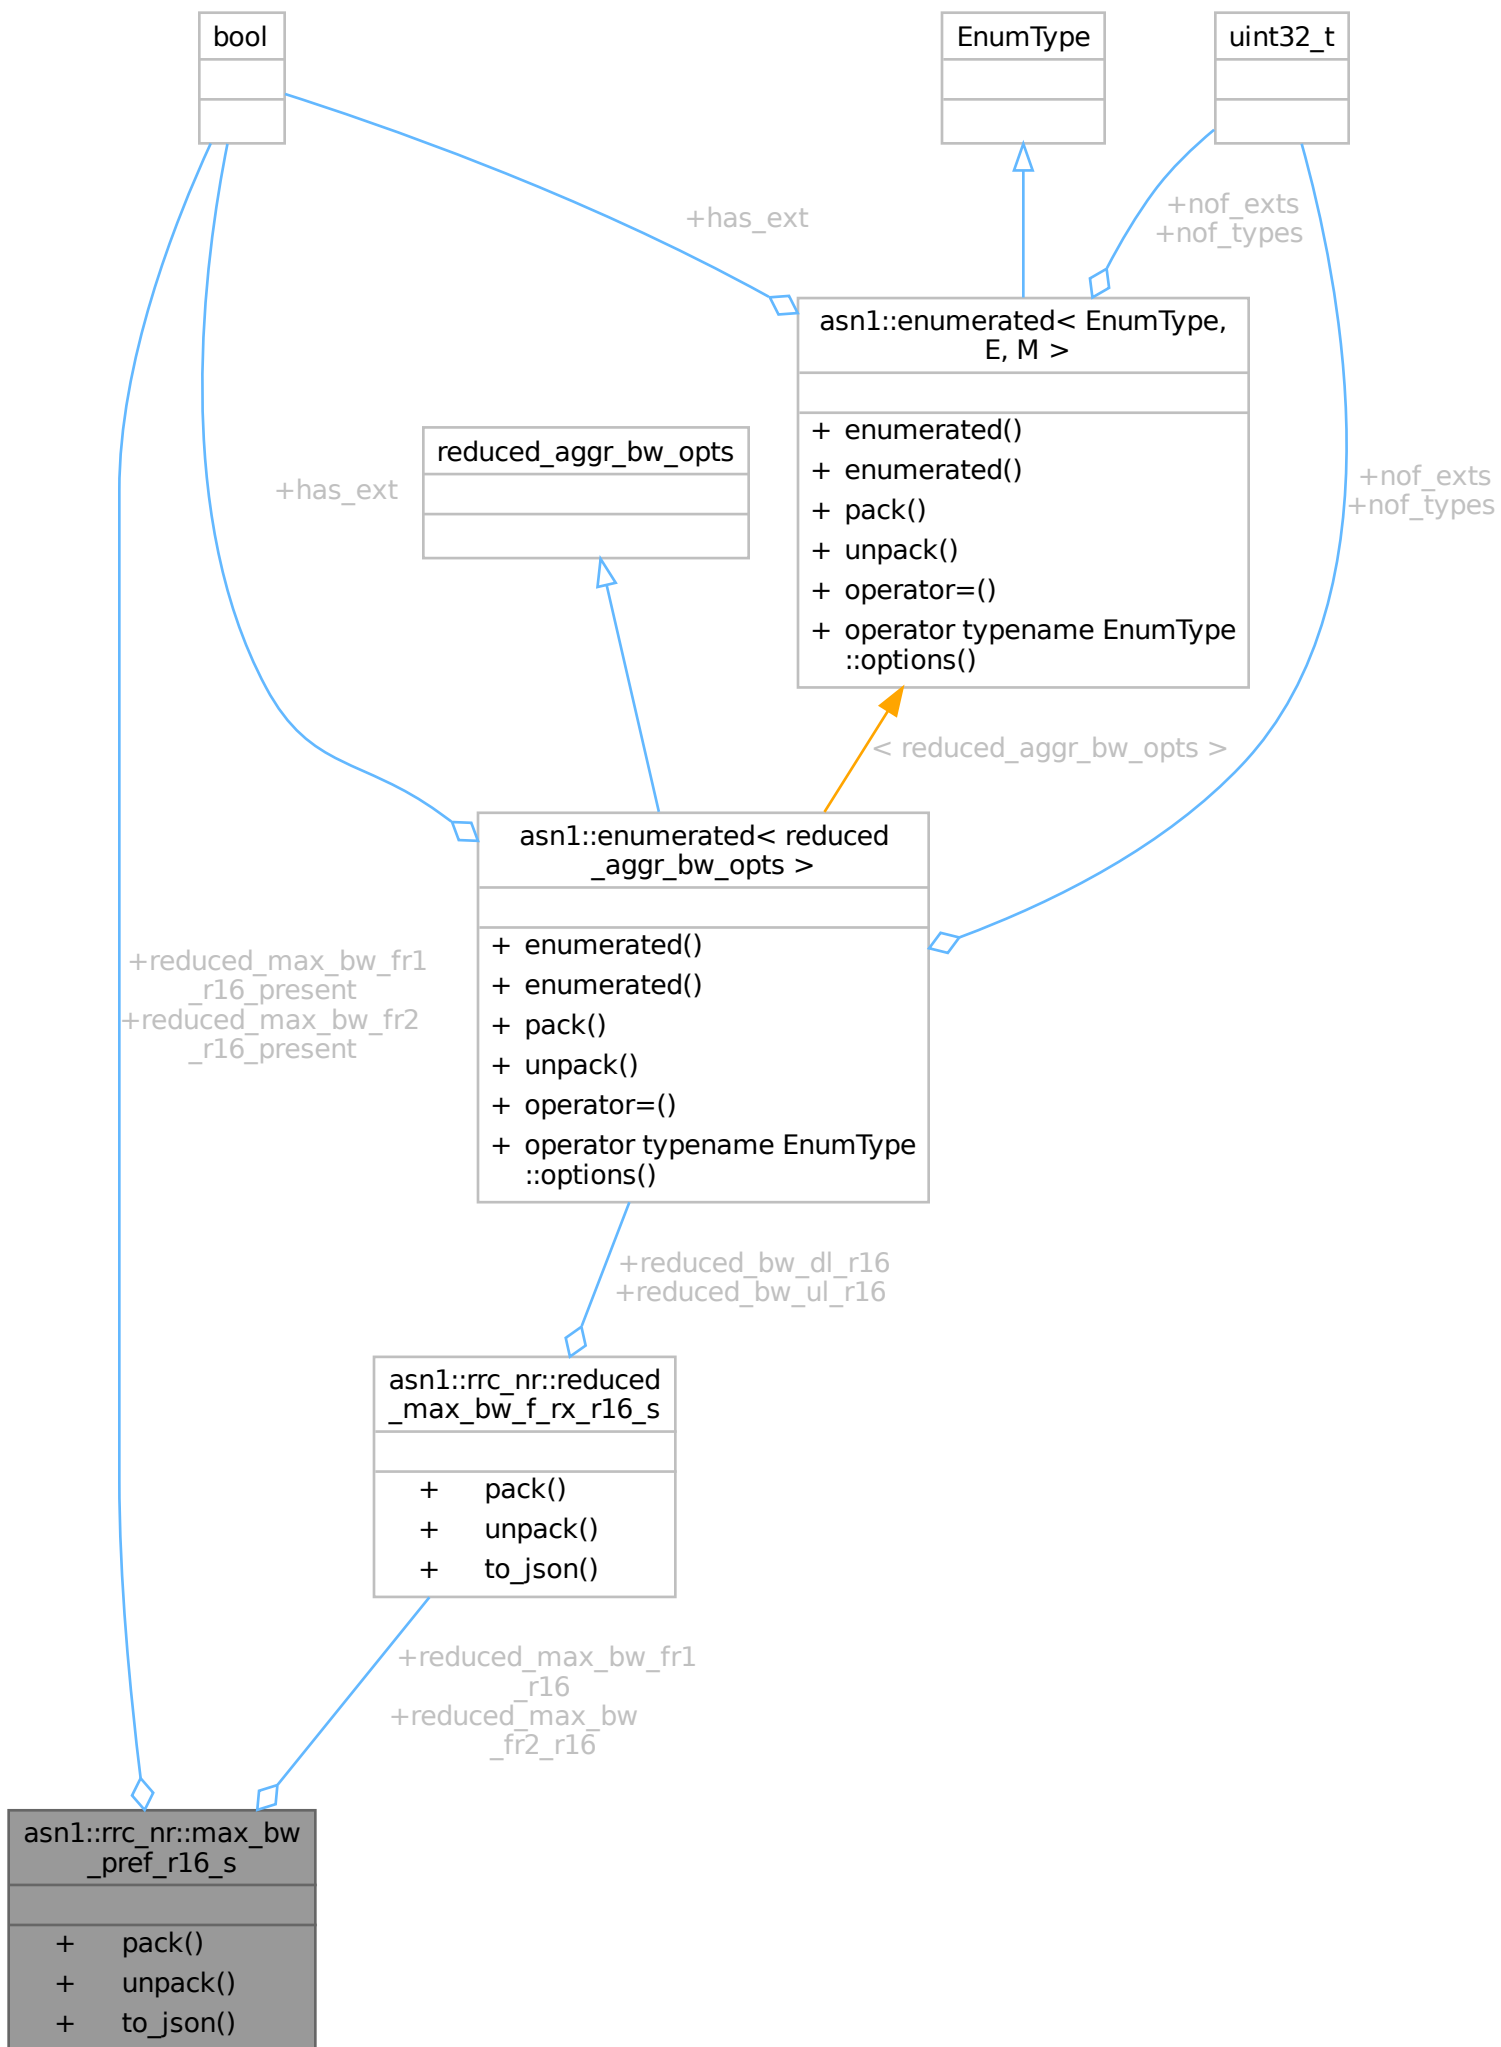 bool
EnumType
uint32_t
+has_ext
+nof_exts
+nof_types
asn1::enumerated< EnumType,
E, M >
+ enumerated()
+ enumerated()
+ pack()
+ unpack()
+ operator=()
+ operator typename EnumType
::options()
reduced_aggr_bw_opts
+has_ext
+nof_exts
+nof_types
< reduced_aggr_bw_opts >
asn1::enumerated< reduced
_aggr_bw_opts >
+ enumerated()
+ enumerated()
+ pack()
+ unpack()
+ operator=()
+ operator typename EnumType
::options()
+reduced_max_bw_fr1
_r16_present
+reduced_max_bw_fr2
_r16_present
+reduced_bw_dl_r16
+reduced_bw_ul_r16
asn1::rrc_nr::reduced
_max_bw_f_rx_r16_s
+ pack()
+ unpack()
+ to_json()
+reduced_max_bw_fr1
_r16
+reduced_max_bw
_fr2_r16
asn1::rrc_nr::max_bw
_pref_r16_s
+ pack()
+ unpack()
+ to_json()